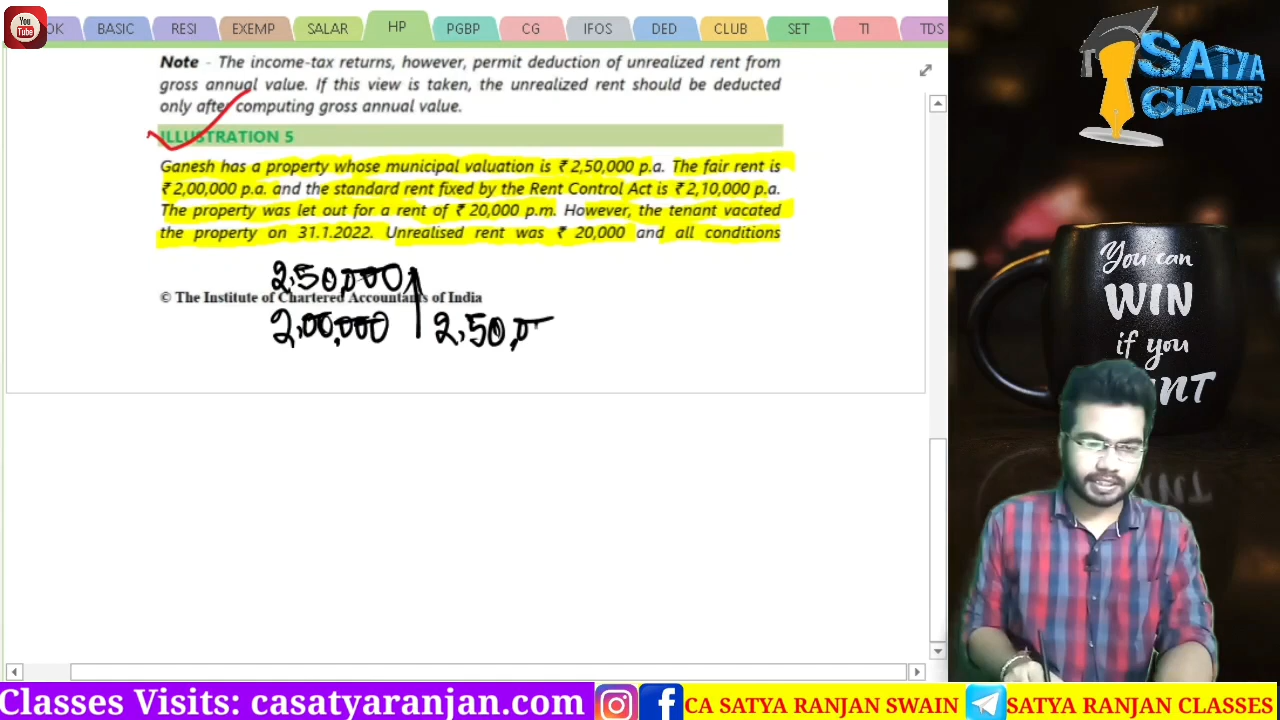 You Tube
OK BASIC RESI EXEMP SALAR HP PGBP CG IFOS DED CLUB SET TI TDS
Note - The income-tax returns, however, permit deduction of unrealized rent from
gross annual value. If this view is taken, the unrealized rent should be deducted
only after computing gross annual value.
ILLUSTRATION 5
Ganesh has a property whose municipal valuation is ₹ 2,50,000 p.a. The fair rent is
₹ 2,00,000 p.a. and the standard rent fixed by the Rent Control Act is ₹ 2,10,000 p.a.
The property was let out for a rent of ₹ 20,000 p.m. However, the tenant vacated
the property on 31.1.2022. Unrealised rent was ₹ 20,000 and all conditions
2,50,000
© The Institute of Chartered Accountants of India
2,00,000 2,50,0
SATYA
CLASSES
You can
WIN
if you
Classes Visits: casatyaranjan.com
CA SATYA RANJAN SWAIN
SATYA RANJAN CLASSES